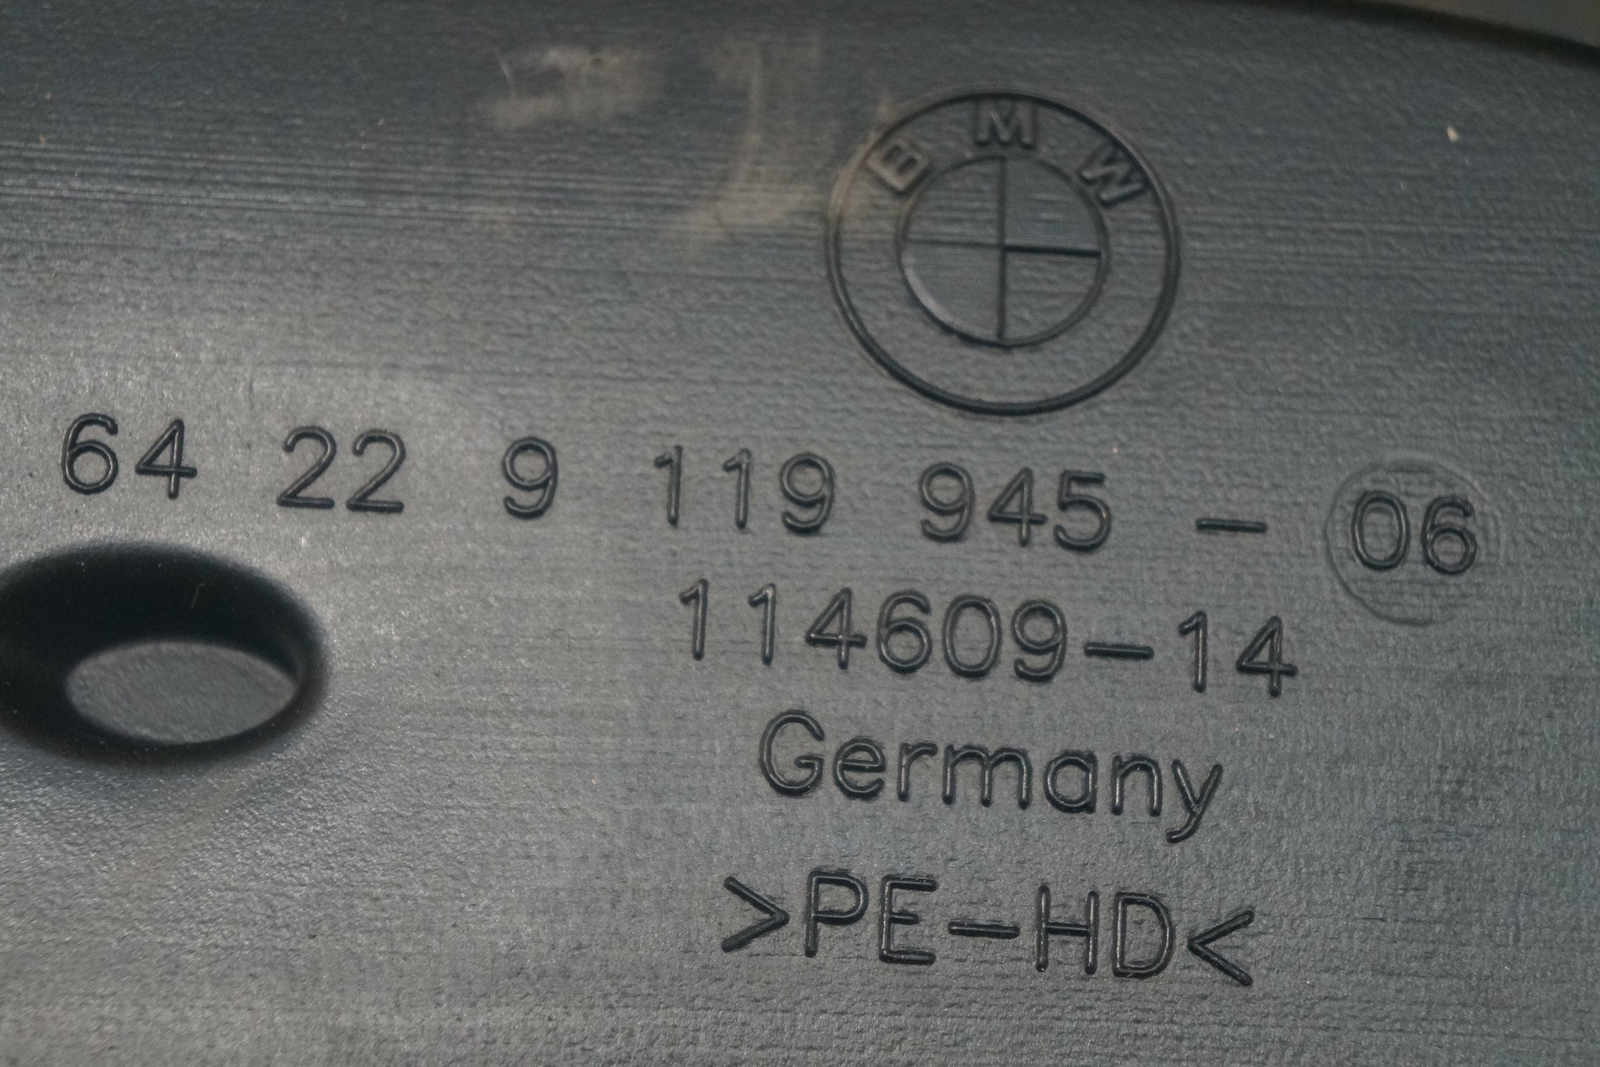 BMW
64 22 9 119 945 - 06
114609-14
Germany
>PE-HD<